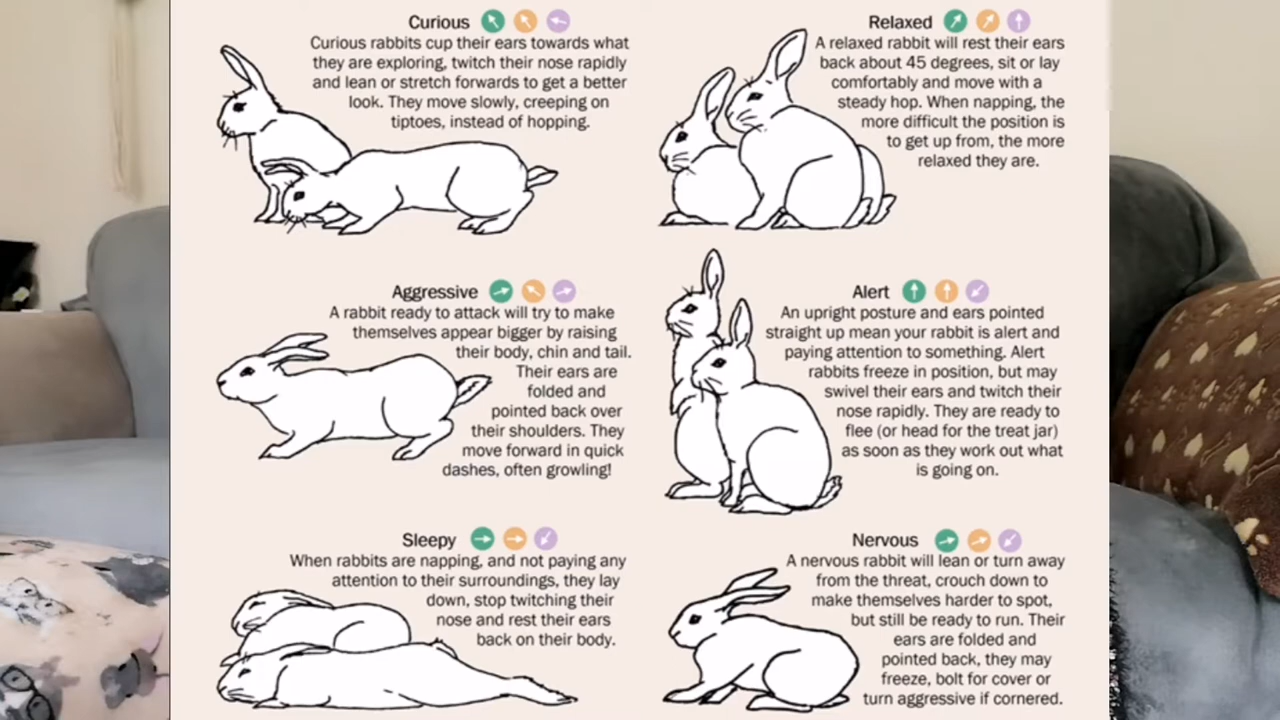 Curious
Curious rabbits cup their ears towards what
they are exploring, twitch their nose rapidly
and lean or stretch forwards to get a better
look. They move slowly, creeping on
tiptoes, instead of hopping.
Relaxed
A relaxed rabbit will rest their ears
back about 45 degrees, sit or lay
comfortably and move with a
steady hop. When napping, the
more difficult the position is
to get up from, the more
relaxed they are.
Aggressive
A rabbit ready to attack will try to make
themselves appear bigger by raising
their body, chin and tail.
Their ears are
folded and
pointed back over
their shoulders. They
move forward in quick
dashes, often growling!
Alert
An upright posture and ears pointed
straight up mean your rabbit is alert and
paying attention to something. Alert
rabbits freeze in position, but may
swivel their ears and twitch their
nose rapidly. They are ready to
flee (or head for the treat jar)
as soon as they work out what
is going on.
Sleepy
When rabbits are napping, and not paying any
attention to their surroundings, they lay
down, stop twitching their
nose and rest their ears
back on their body.
Nervous
A nervous rabbit will lean or turn away
from the threat, crouch down to
make themselves harder to spot,
but still be ready to run. Their
ears are folded and
pointed back, they may
freeze, bolt for cover or
turn aggressive if cornered.